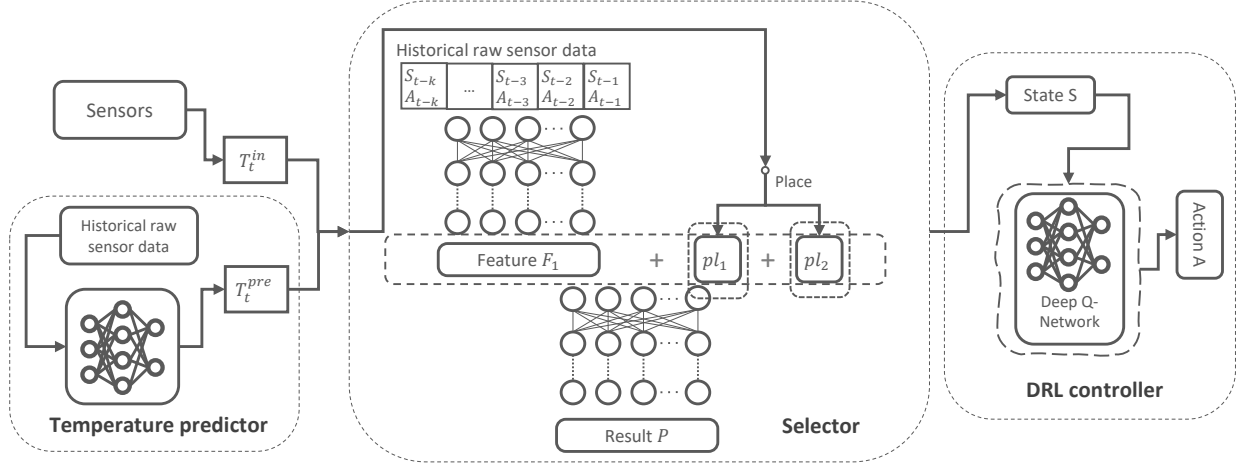 Sensors
$T_t^{in}$
Historical raw
sensor data
$T_t^{pre}$
Temperature predictor
Historical raw sensor data
$S_{t-k}$ $S_{t-3}$ $S_{t-2}$ $S_{t-1}$
$A_{t-k}$ ... $A_{t-3}$ $A_{t-2}$ $A_{t-1}$
Place
Feature $F_1$ + $pl_1$ + $pl_2$
Result $P$
Selector
State S
Deep Q-
Network
Action A
DRL controller